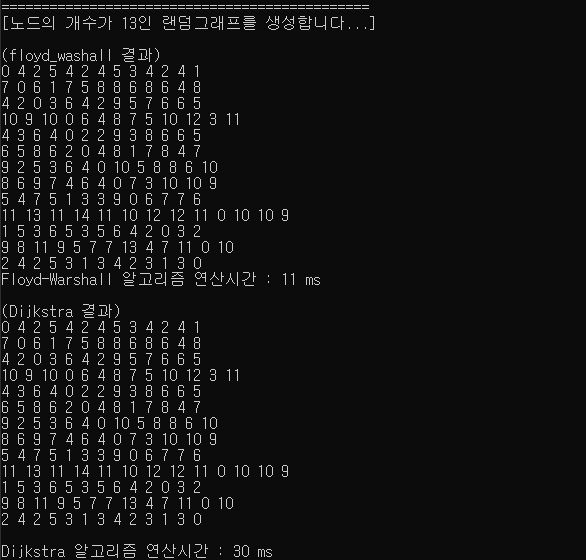 ==============================================
[노드의 개수가 13인 랜덤그래프를 생성합니다...]
(floyd_washall 결과)
0 4 2 5 4 2 4 5 3 4 2 4 1
7 0 6 1 7 5 8 8 6 8 6 4 8
4 2 0 3 6 4 2 9 5 7 6 6 5
10 9 10 0 6 4 8 7 5 10 12 3 11
4 3 6 4 0 2 2 9 3 8 6 6 5
6 5 8 6 2 0 4 8 1 7 8 4 7
9 2 5 3 6 4 0 10 5 8 8 6 10
8 6 9 7 4 6 4 0 7 3 10 10 9
5 4 7 5 1 3 3 9 0 6 7 7 6
11 13 11 14 11 10 12 12 11 0 10 10 9
1 5 3 6 5 3 5 6 4 2 0 3 2
9 8 11 9 5 7 7 13 4 7 11 0 10
2 4 2 5 3 1 3 4 2 3 1 3 0
Floyd-Warshall 알고리즘 연산시간 : 11 ms
(Dijkstra 결과)
0 4 2 5 4 2 4 5 3 4 2 4 1
7 0 6 1 7 5 8 8 6 8 6 4 8
4 2 0 3 6 4 2 9 5 7 6 6 5
10 9 10 0 6 4 8 7 5 10 12 3 11
4 3 6 4 0 2 2 9 3 8 6 6 5
6 5 8 6 2 0 4 8 1 7 8 4 7
9 2 5 3 6 4 0 10 5 8 8 6 10
8 6 9 7 4 6 4 0 7 3 10 10 9
5 4 7 5 1 3 3 9 0 6 7 7 6
11 13 11 14 11 10 12 12 11 0 10 10 9
1 5 3 6 5 3 5 6 4 2 0 3 2
9 8 11 9 5 7 7 13 4 7 11 0 10
2 4 2 5 3 1 3 4 2 3 1 3 0
Dijkstra 알고리즘 연산시간 : 30 ms